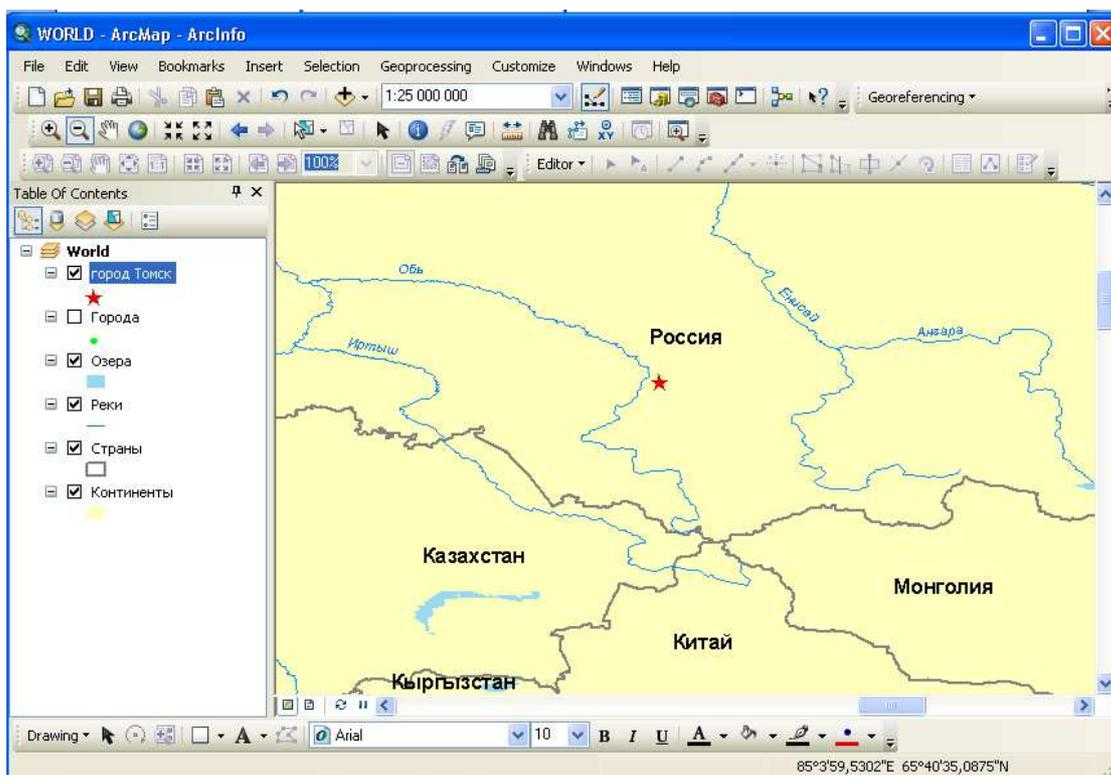 WORLD - ArcMap - ArcInfo
File Edit View Bookmarks Insert Selection Geoprocessing Customize Windows Help
1:25 000 000
Georeferencing
100%
Editor
Table Of Contents
World
город Томск
Города
Озера
Реки
Страны
Континенты
Обь
Енисей
Россия
Ангара
Иртыш
Казахстан
Монголия
Китай
Кыргызстан
Drawing A Arial 10 B I U A
85°3'59,5302"E 65°40'35,0875"N